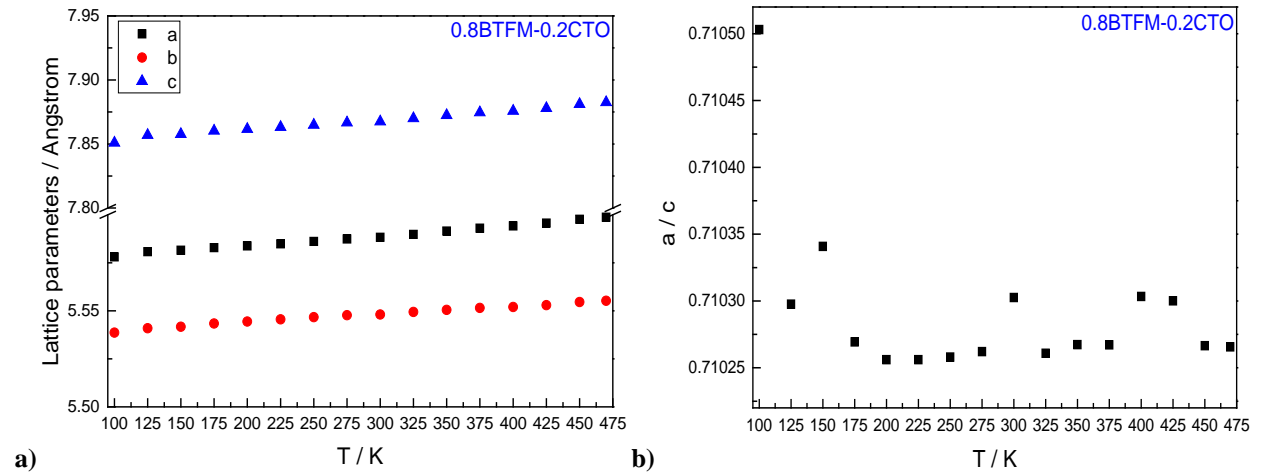 7.95
7.90
7.85
7.80
5.55
5.50
Lattice parameters / Angstrom
a
b
c
0.8BTFM-0.2CTO
100 125 150 175 200 225 250 275 300 325 350 375 400 425 450 475
T / K
a)
0.71050
0.71045
0.71040
0.71035
0.71030
0.71025
a / c
0.8BTFM-0.2CTO
100 125 150 175 200 225 250 275 300 325 350 375 400 425 450 475
T / K
b)